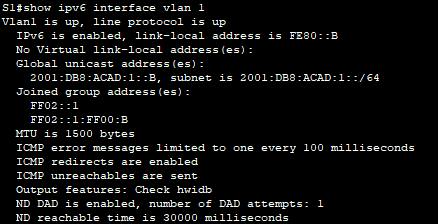 S1#show ipv6 interface vlan 1
Vlan1 is up, line protocol is up
IPv6 is enabled, link-local address is FE80::B
No Virtual link-local address(es):
Global unicast address(es):
2001:DB8:ACAD:1::B, subnet is 2001:DB8:ACAD:1::/64
Joined group address(es):
FF02::1
FF02::1:FF00:B
MTU is 1500 bytes
ICMP error messages limited to one every 100 milliseconds
ICMP redirects are enabled
ICMP unreachables are sent
Output features: Check hwidb
ND DAD is enabled, number of DAD attempts: 1
ND reachable time is 30000 milliseconds